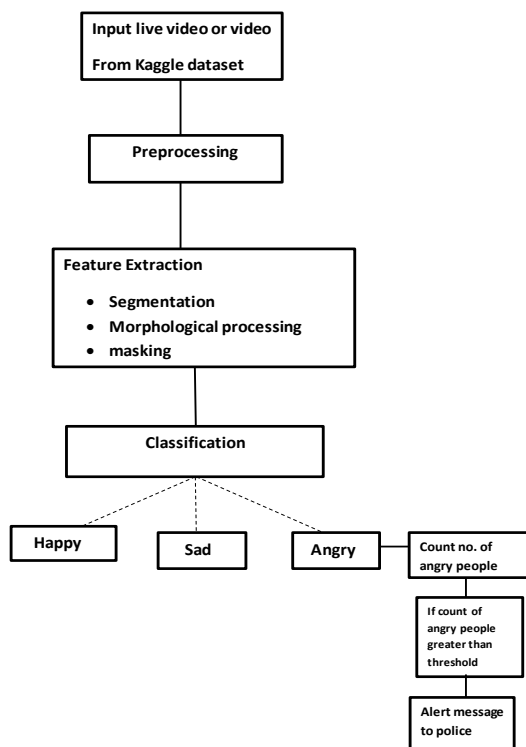 Input live video or video
From Kaggle dataset
Preprocessing
Feature Extraction
• Segmentation
• Morphological processing
• masking
Classification
Happy
Sad
Angry
Count no. of
angry people
If count of
angry people
greater than
threshold
Alert message
to police